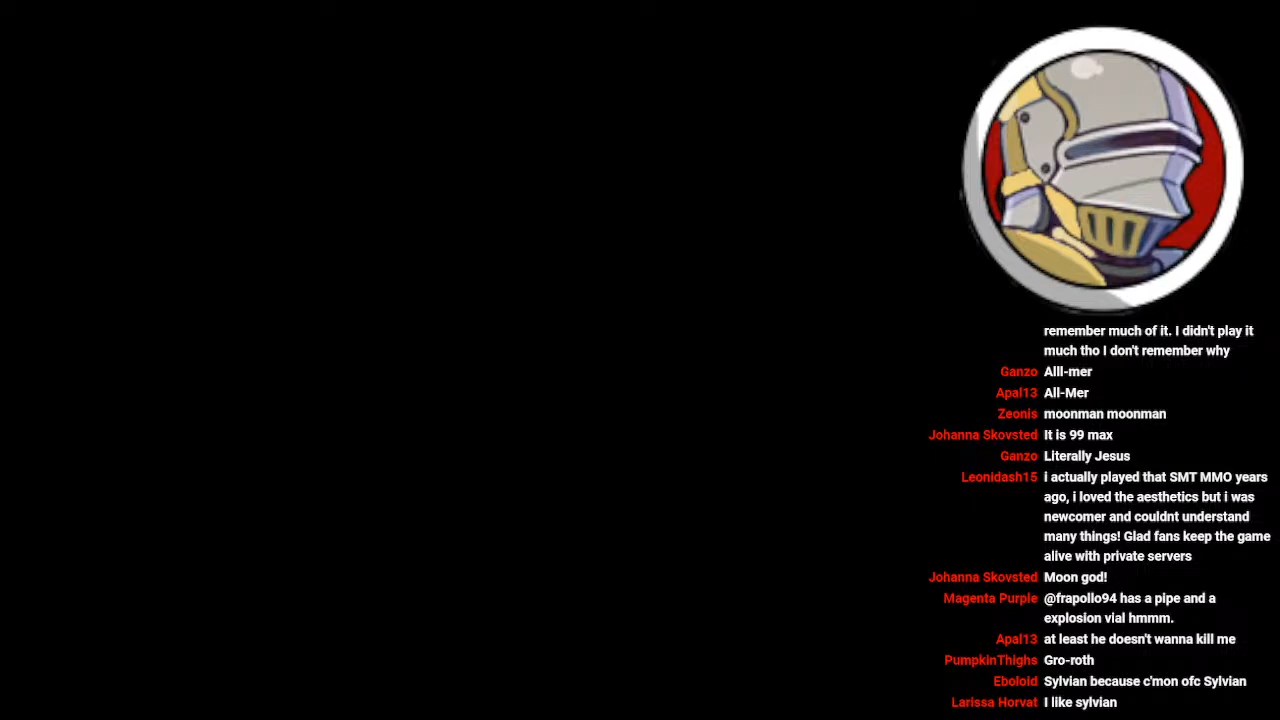 remember much of it. I didn't play it
much tho I don't remember why
Ganzo Alll-mer
Apal13 All-Mer
Zeonis moonman moonman
Johanna Skovsted It is 99 max
Ganzo Literally Jesus
Leonidash15 i actually played that SMT MMO years
ago, i loved the aesthetics but i was
newcomer and couldnt understand
many things! Glad fans keep the game
alive with private servers
Johanna Skovsted Moon god!
Magenta Purple @frapollo94 has a pipe and a
explosion vial hmmm.
Apal13 at least he doesn't wanna kill me
PumpkinThighs Gro-roth
Eboloid Sylvian because c'mon ofc Sylvian
Larissa Horvat I like sylvian